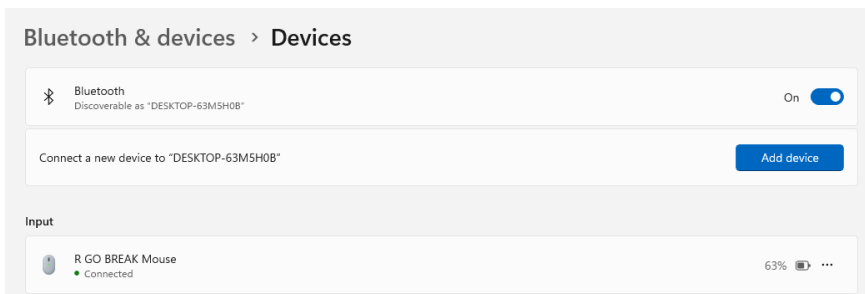 Bluetooth & devices > Devices
Bluetooth
Discoverable as "DESKTOP-63M5H0B"
On
Connect a new device to "DESKTOP-63M5H0B"
Add device
Input
R GO BREAK Mouse
Connected
63%